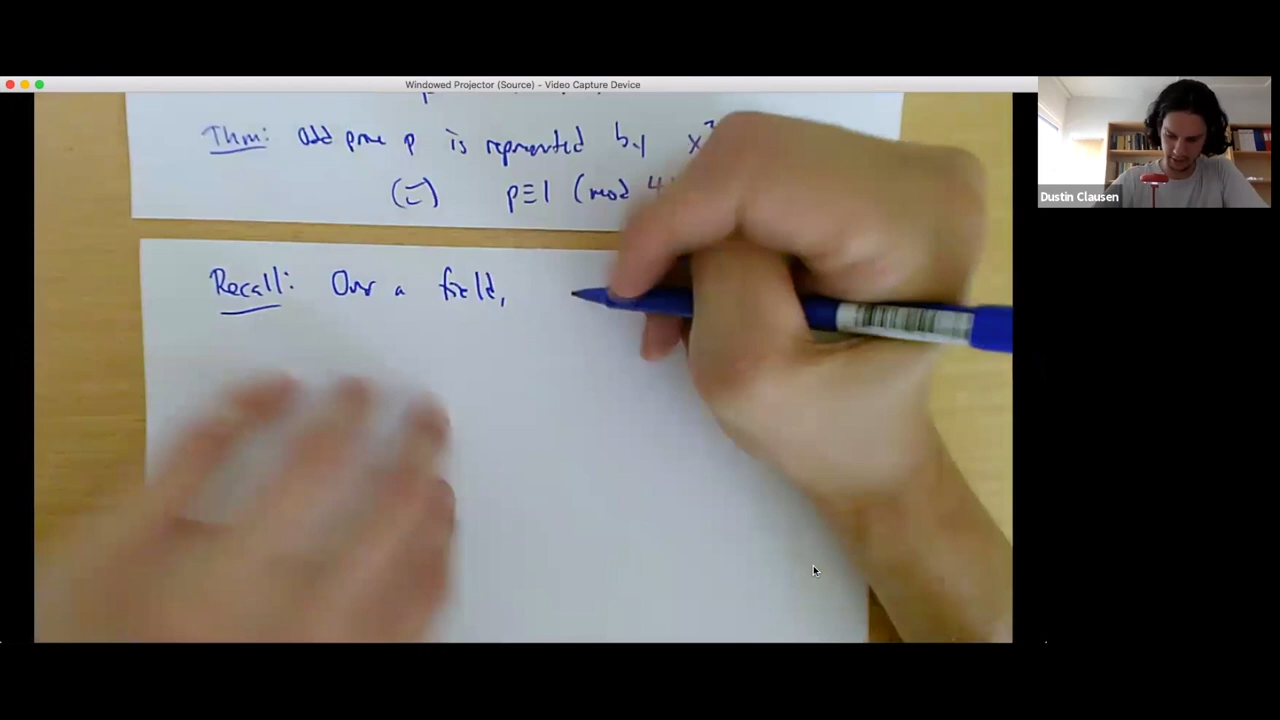 Windowed Projector (Source) - Video Capture Device
Thm: odd prime p is represented by x²
(=) p≡1 (mod 4
Dustin Clausen
Recall: Over a field,